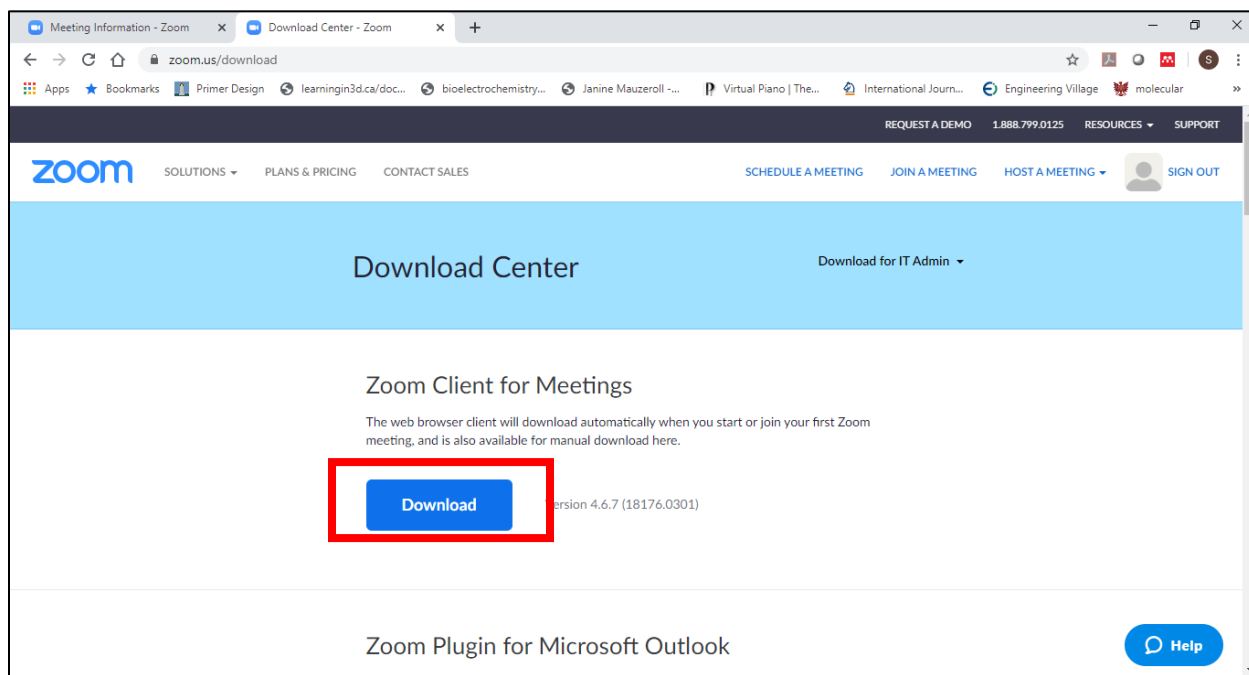 Meeting Information - Zoom
Download Center - Zoom
zoom.us/download
S
Apps Bookmarks Primer Design learningin3d.ca/doc... bioelectrochemistry... Janine Mauzeroll -... Virtual Piano | The... International Journ... Engineering Village molecular »
REQUEST A DEMO 1.888.799.0125 RESOURCES SUPPORT
zoom SOLUTIONS PLANS & PRICING CONTACT SALES SCHEDULE A MEETING JOIN A MEETING HOST A MEETING SIGN OUT
Download Center
Download for IT Admin
Zoom Client for Meetings
The web browser client will download automatically when you start or join your first Zoom
meeting, and is also available for manual download here.
Download
ersion 4.6.7 (18176.0301)
Zoom Plugin for Microsoft Outlook
Help